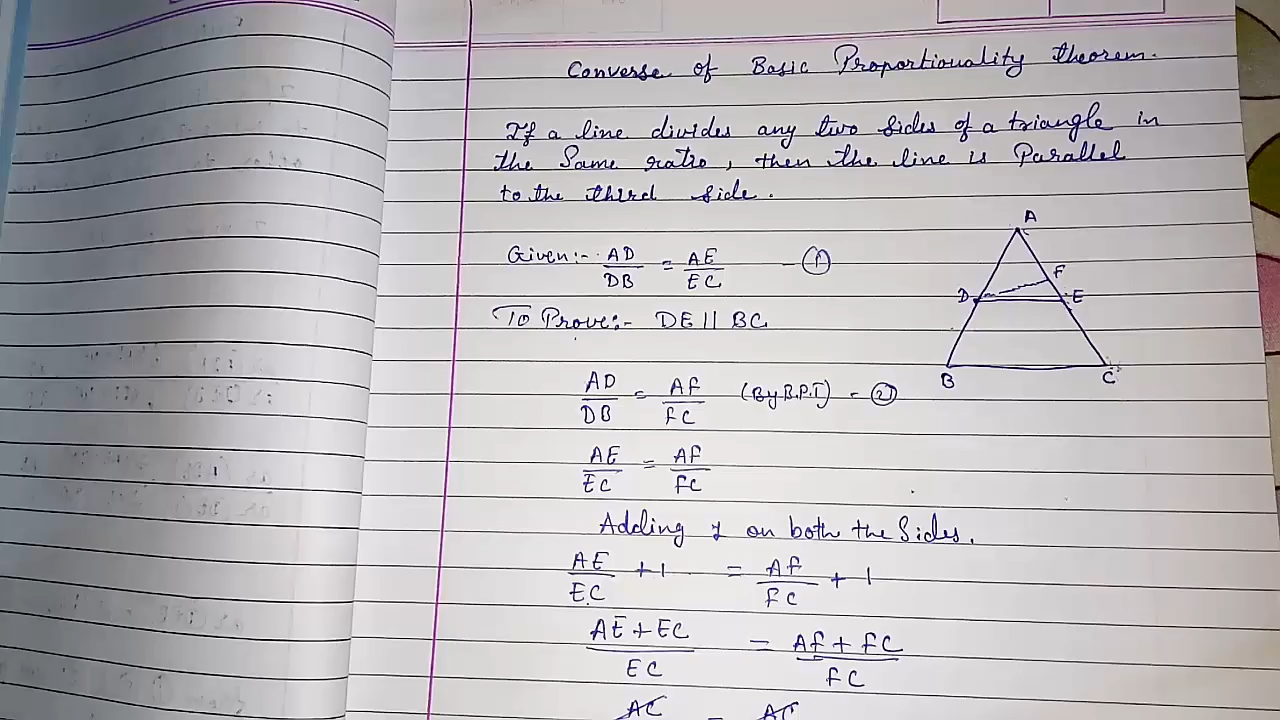 Converse of Basic Proportionality theorem.
If a line divides any two sides of a triangle in
the Same ratio, then the line is Parallel
to the third side.
Given:- AD/DB = AE/EC - ①
To Prove:- DE || BC
A
F
D
E
B
C
AD/DB = AF/FC (By B.P.T) - ②
AE/EC = AF/FC
Adding 1 on both the Sides.
AE/EC + 1 = AF/FC + 1
AE + EC/EC = AF + FC/FC
AC = AC